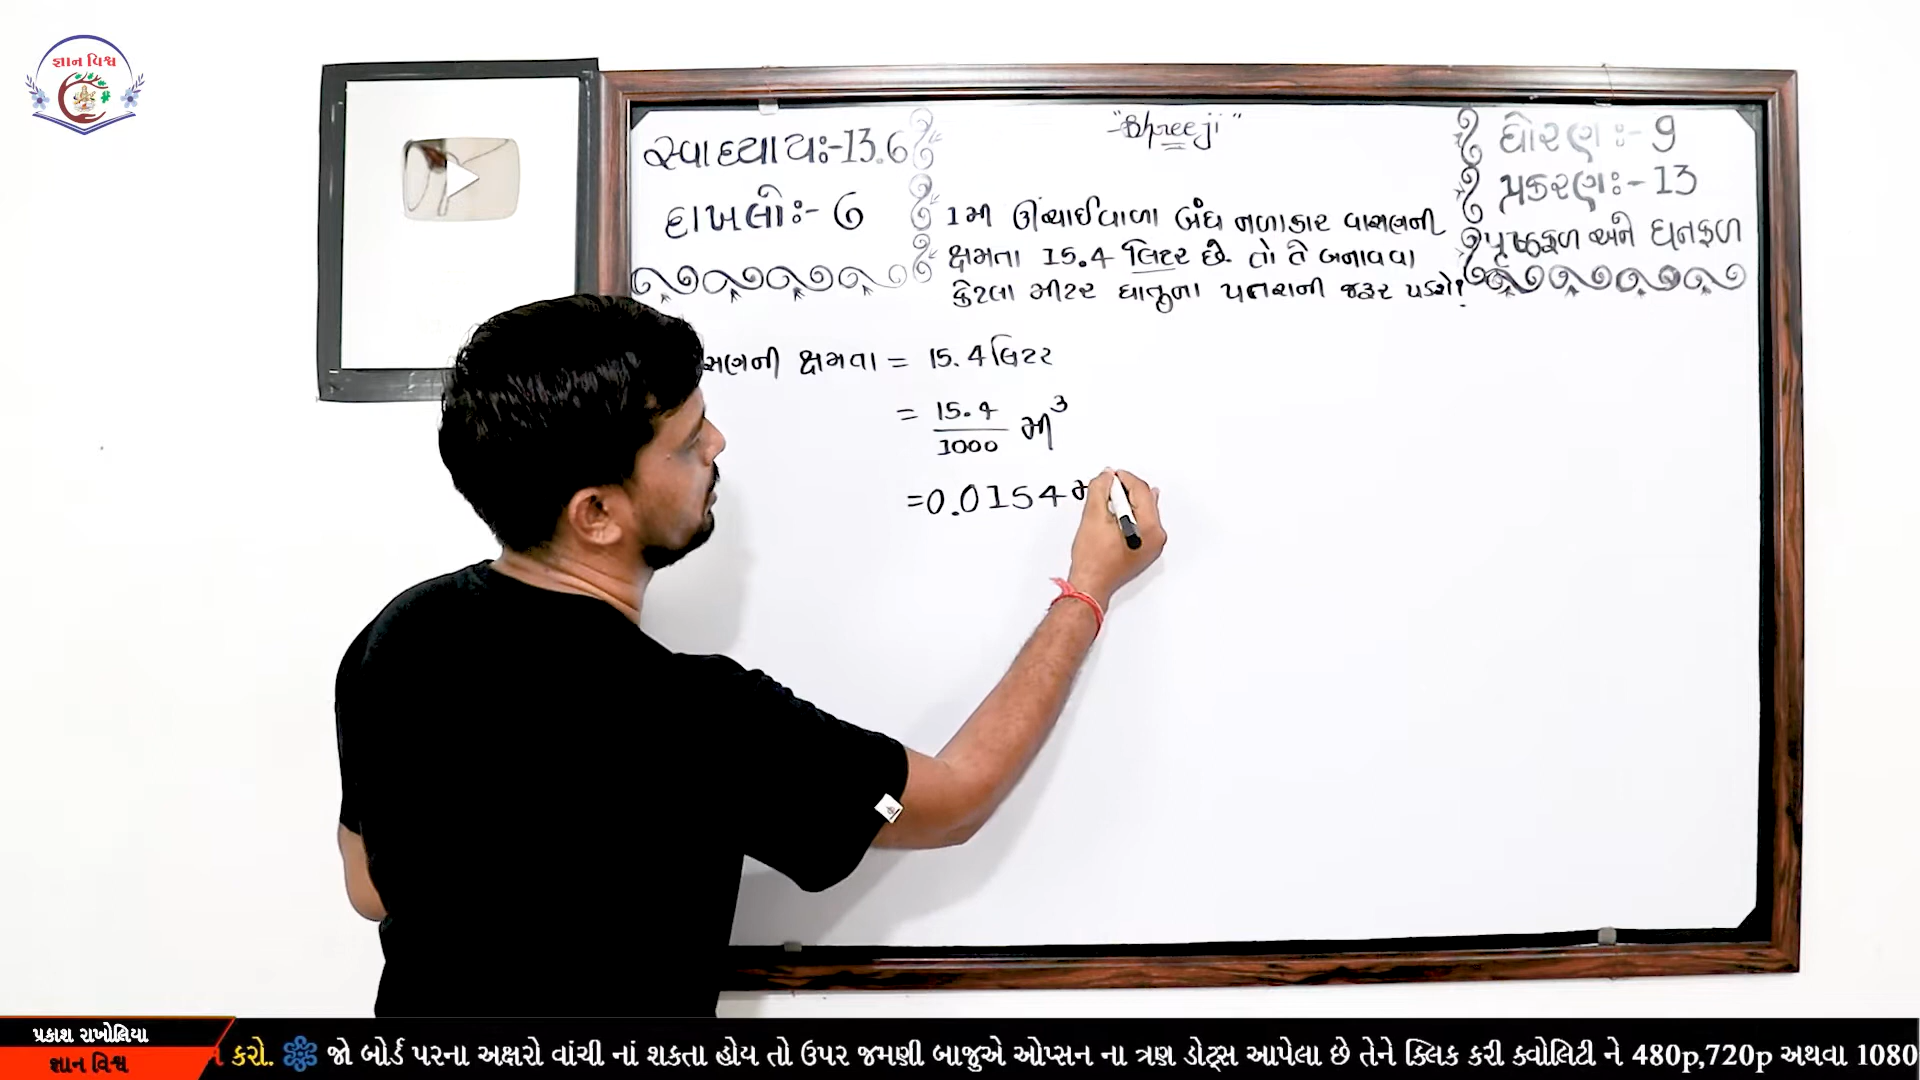 જ્ઞાન વિશ્વ
"Shreeji"
સ્વાધ્યાયઃ-13.6
દાખલોઃ- 6
ધોરણઃ- 9
પ્રકરણઃ- 13
પૃષ્ઠફળ અને ઘનફળ
1મી ઊંચાઈવાળા બંધ નળાકાર વાસણની
ક્ષમતા 15.4 લિટર છે. તો તે બનાવવા
કેટલા મીટર ધાતુના પતરાની જરૂર પડશે?
સણની ક્ષમતા = 15.4 લિટર
= 15.4/1000 મી³
= 0.0154
પ્રકાશ રાખોલિયા
જ્ઞાન વિશ્વ
કરો. જો બોર્ડ પરના અક્ષરો વાંચી નાં શકતા હોય તો ઉપર જમણી બાજુએ ઓપ્સન ના ત્રણ ડોટ્સ આપેલા છે તેને ક્લિક કરી ક્વોલિટી ને 480p,720p અથવા 1080